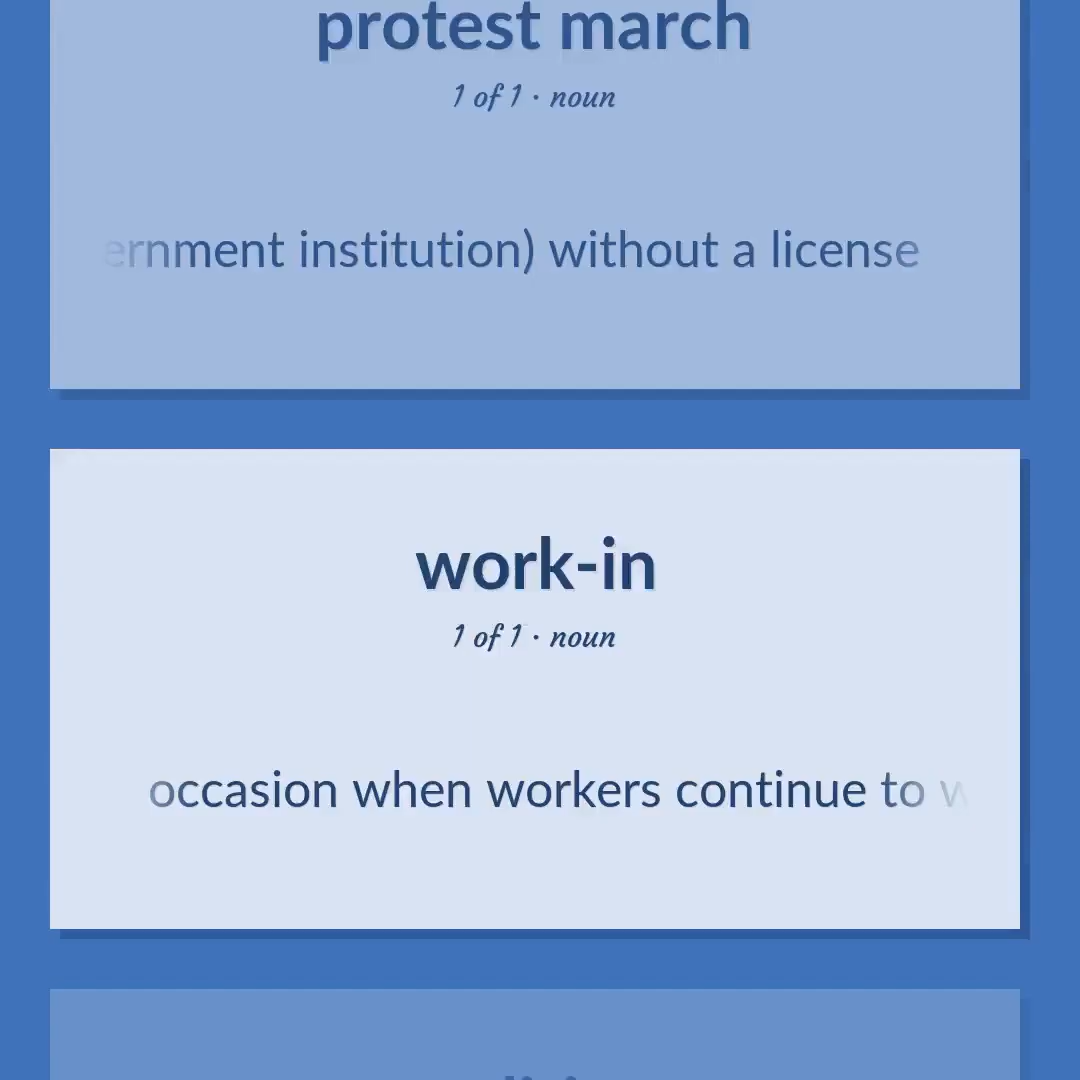 protest march
1 of 1 · noun
ernment institution) without a license
work-in
1 of 1 · noun
occasion when workers continue to w